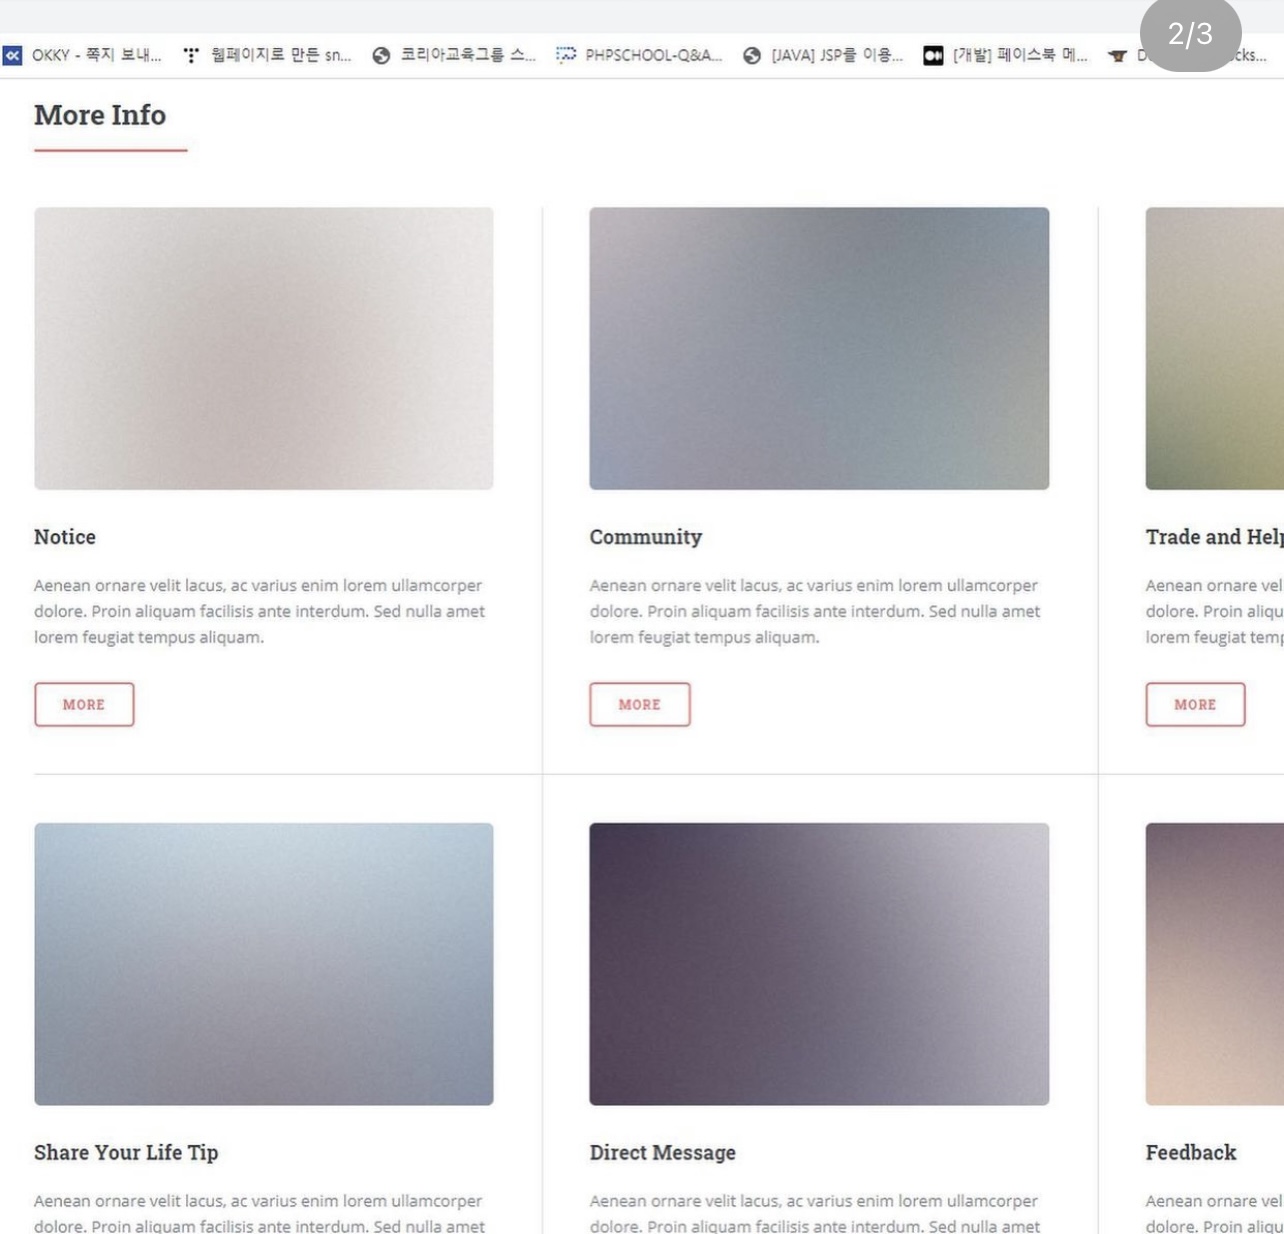 OKKY - 쪽지 보내...
웹페이지로 만든 sn...
코리아교육그룹 스...
PHPSCHOOL-Q&A...
[JAVA] JSP을 이용...
[개발] 페이스북 메...
2/3
More Info
Notice
Aenean ornare velit lacus, ac varius enim lorem ullamcorper
dolore. Proin aliquam facilisis ante interdum. Sed nulla amet
lorem feugiat tempus aliquam.
MORE
Community
Aenean ornare velit lacus, ac varius enim lorem ullamcorper
dolore. Proin aliquam facilisis ante interdum. Sed nulla amet
lorem feugiat tempus aliquam.
MORE
Trade and Help
Aenean ornare vel
dolore. Proin aliqu
lorem feugiat temp
MORE
Share Your Life Tip
Aenean ornare velit lacus, ac varius enim lorem ullamcorper
dolore. Proin aliquam facilisis ante interdum. Sed nulla amet
Direct Message
Aenean ornare velit lacus, ac varius enim lorem ullamcorper
dolore. Proin aliquam facilisis ante interdum. Sed nulla amet
Feedback
Aenean ornare vel
dolore. Proin aliqu